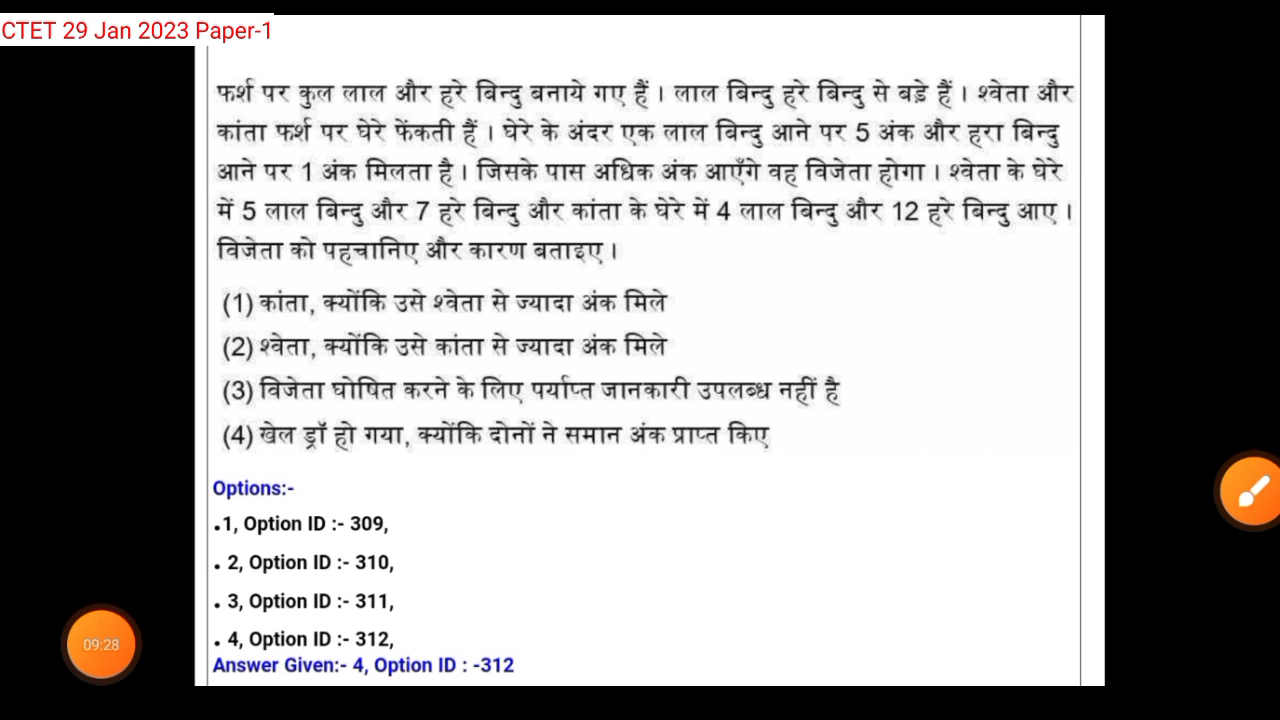 CTET 29 Jan 2023 Paper-1
फर्श पर कुल लाल और हरे बिन्दु बनाये गए हैं । लाल बिन्दु हरे बिन्दु से बड़े हैं । श्वेता और
कांता फर्श पर घेरे फेंकती हैं । घेरे के अंदर एक लाल बिन्दु आने पर 5 अंक और हरा बिन्दु
आने पर 1 अंक मिलता है । जिसके पास अधिक अंक आएँगे वह विजेता होगा । श्वेता के घेरे
में 5 लाल बिन्दु और 7 हरे बिन्दु और कांता के घेरे में 4 लाल बिन्दु और 12 हरे बिन्दु आए ।
विजेता को पहचानिए और कारण बताइए ।
(1) कांता, क्योंकि उसे श्वेता से ज्यादा अंक मिले
(2) श्वेता, क्योंकि उसे कांता से ज्यादा अंक मिले
(3) विजेता घोषित करने के लिए पर्याप्त जानकारी उपलब्ध नहीं है
(4) खेल ड्रॉ हो गया, क्योंकि दोनों ने समान अंक प्राप्त किए
Options:-
.1, Option ID :- 309,
. 2, Option ID :- 310,
. 3, Option ID :- 311,
. 4, Option ID :- 312,
Answer Given:- 4, Option ID : -312
09:28